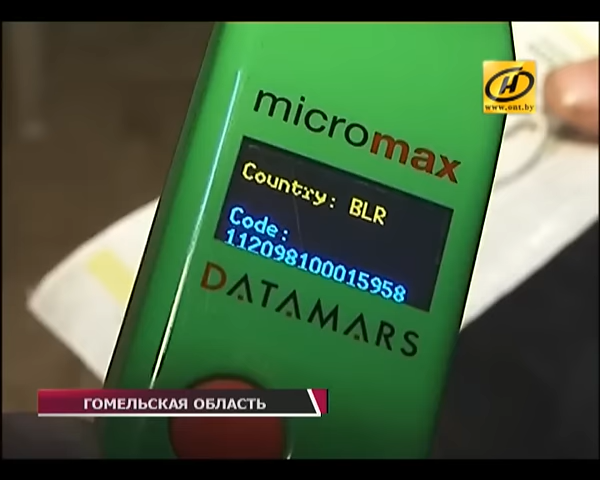 www.ont.by
micromax
Country: BLR
Code:
112098100015958
DATAMARS
ГОМЕЛЬСКАЯ ОБЛАСТЬ